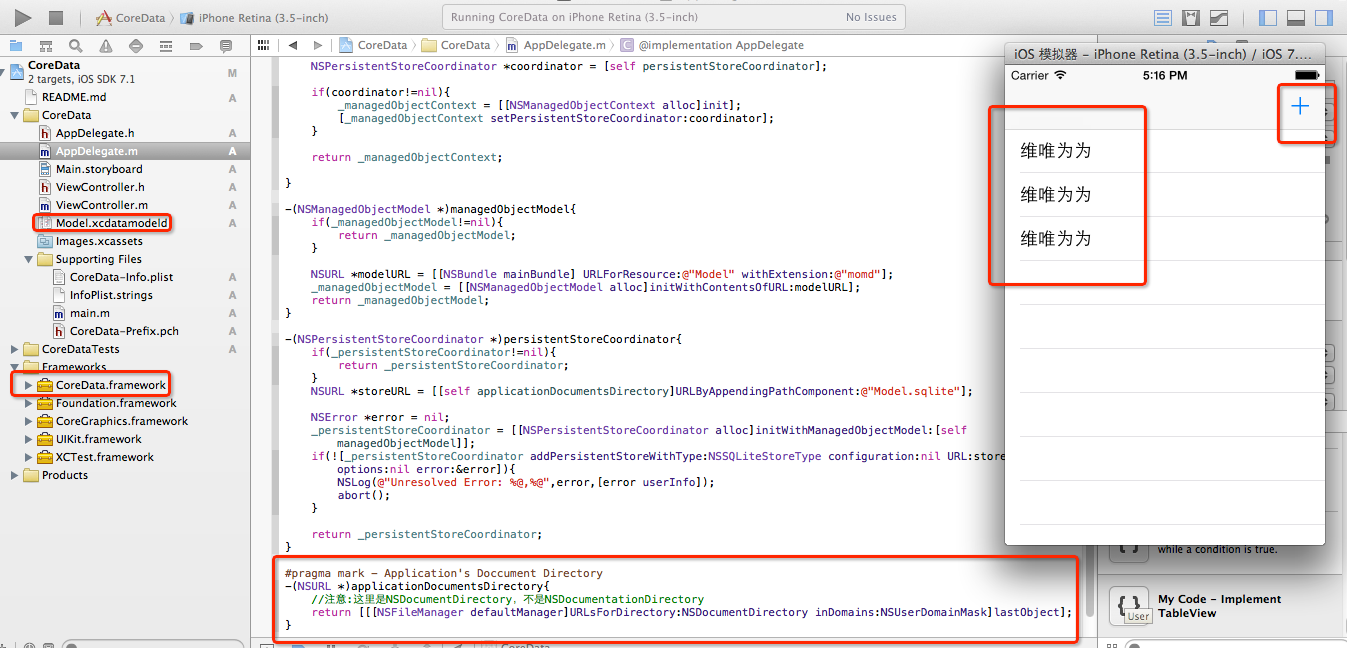 CoreData
iPhone Retina (3.5-inch)
Running CoreData on iPhone Retina (3.5-inch)
No Issues
CoreData
CoreData
AppDelegate.m
@implementation AppDelegate
CoreData
2 targets, iOS SDK 7.1
M
README.md
A
CoreData
AppDelegate.h
A
AppDelegate.m
A
Main.storyboard
A
ViewController.h
A
ViewController.m
A
Model.xcdatamodeld
A
Images.xcassets
Supporting Files
CoreData-Info.plist
A
InfoPlist.strings
A
main.m
A
CoreData-Prefix.pch
A
CoreDataTests
A
Frameworks
CoreData.framework
Foundation.framework
CoreGraphics.framework
UIKit.framework
XCTest.framework
Products
NSPersistentStoreCoordinator *coordinator = [self persistentStoreCoordinator];
if(coordinator!=nil){
_managedObjectContext = [[NSManagedObjectContext alloc]init];
[_managedObjectContext setPersistentStoreCoordinator:coordinator];
}
return _managedObjectContext;
}
-(NSManagedObjectModel *)managedObjectModel{
if(_managedObjectModel!=nil){
return _managedObjectModel;
}
NSURL *modelURL = [[NSBundle mainBundle] URLForResource:@"Model" withExtension:@"momd"];
_managedObjectModel = [[NSManagedObjectModel alloc]initWithContentsOfURL:modelURL];
return _managedObjectModel;
}
-(NSPersistentStoreCoordinator *)persistentStoreCoordinator{
if(_persistentStoreCoordinator!=nil){
return _persistentStoreCoordinator;
}
NSURL *storeURL = [[self applicationDocumentsDirectory]URLByAppendingPathComponent:@"Model.sqlite"];
NSError *error = nil;
_persistentStoreCoordinator = [[NSPersistentStoreCoordinator alloc]initWithManagedObjectModel:[self
managedObjectModel]];
if(![_persistentStoreCoordinator addPersistentStoreWithType:NSSQLiteStoreType configuration:nil URL:store
options:nil error:&error]){
NSLog(@"Unresolved Error: %@,%@",error,[error userInfo]);
abort();
}
return _persistentStoreCoordinator;
}
#pragma mark - Application's Doccument Directory
-(NSURL *)applicationDocumentsDirectory{
//注意:这里是NSDocumentDirectory，不是NSDocumentationDirectory
return [[[NSFileManager defaultManager]URLsForDirectory:NSDocumentDirectory inDomains:NSUserDomainMask]lastObject];
}
iOS 模拟器 - iPhone Retina (3.5-inch) / iOS 7....
Carrier
5:16 PM
+
维唯为为
维唯为为
维唯为为
while a condition is true.
My Code - Implement
TableView
{}
User
CoreData